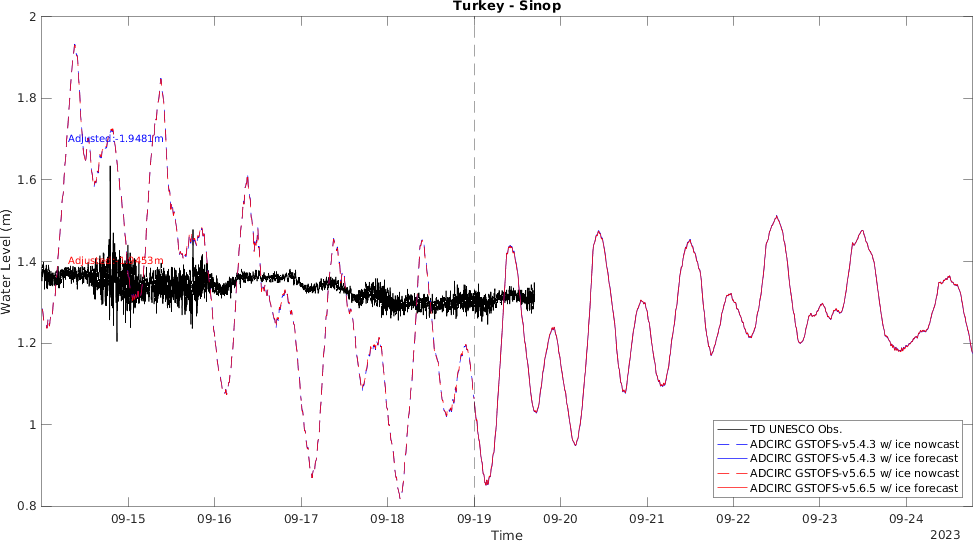 Turkey - Sinop
2
1.8
1.6
1.4
1.2
1
0.8
Water Level (m)
Adjusted:-1.9481m
TD UNESCO Obs.
ADCIRC GSTOFS-v5.4.3 w/ ice nowcast
ADCIRC GSTOFS-v5.4.3 w/ ice forecast
ADCIRC GSTOFS-v5.6.5 w/ ice nowcast
ADCIRC GSTOFS-v5.6.5 w/ ice forecast
09-15
09-16
09-17
09-18
09-19
09-20
09-21
09-22
09-23
09-24
Time
2023